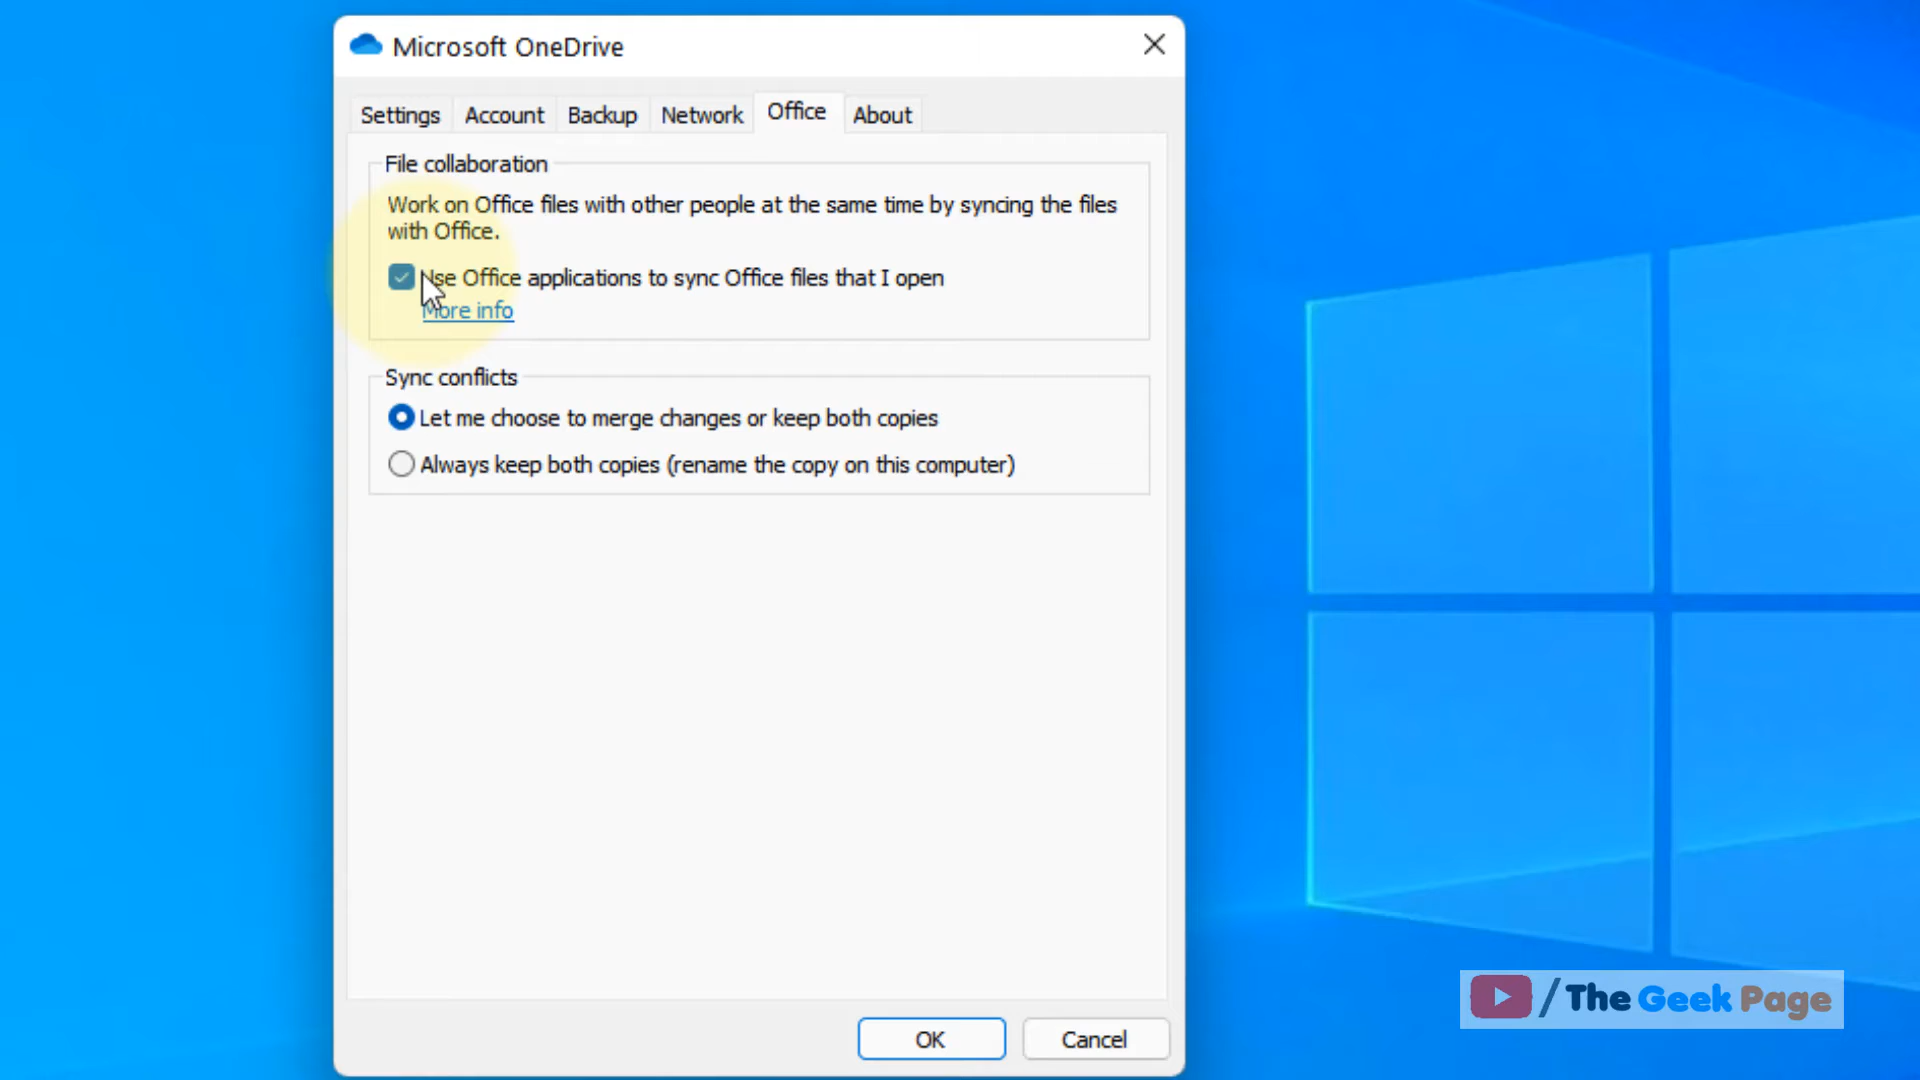 Microsoft OneDrive
Settings Account Backup Network Office About
File collaboration
Work on Office files with other people at the same time by syncing the files
with Office.
Use Office applications to sync Office files that I open
More info
Sync conflicts
Let me choose to merge changes or keep both copies
Always keep both copies (rename the copy on this computer)
OK Cancel
/The Geek Page